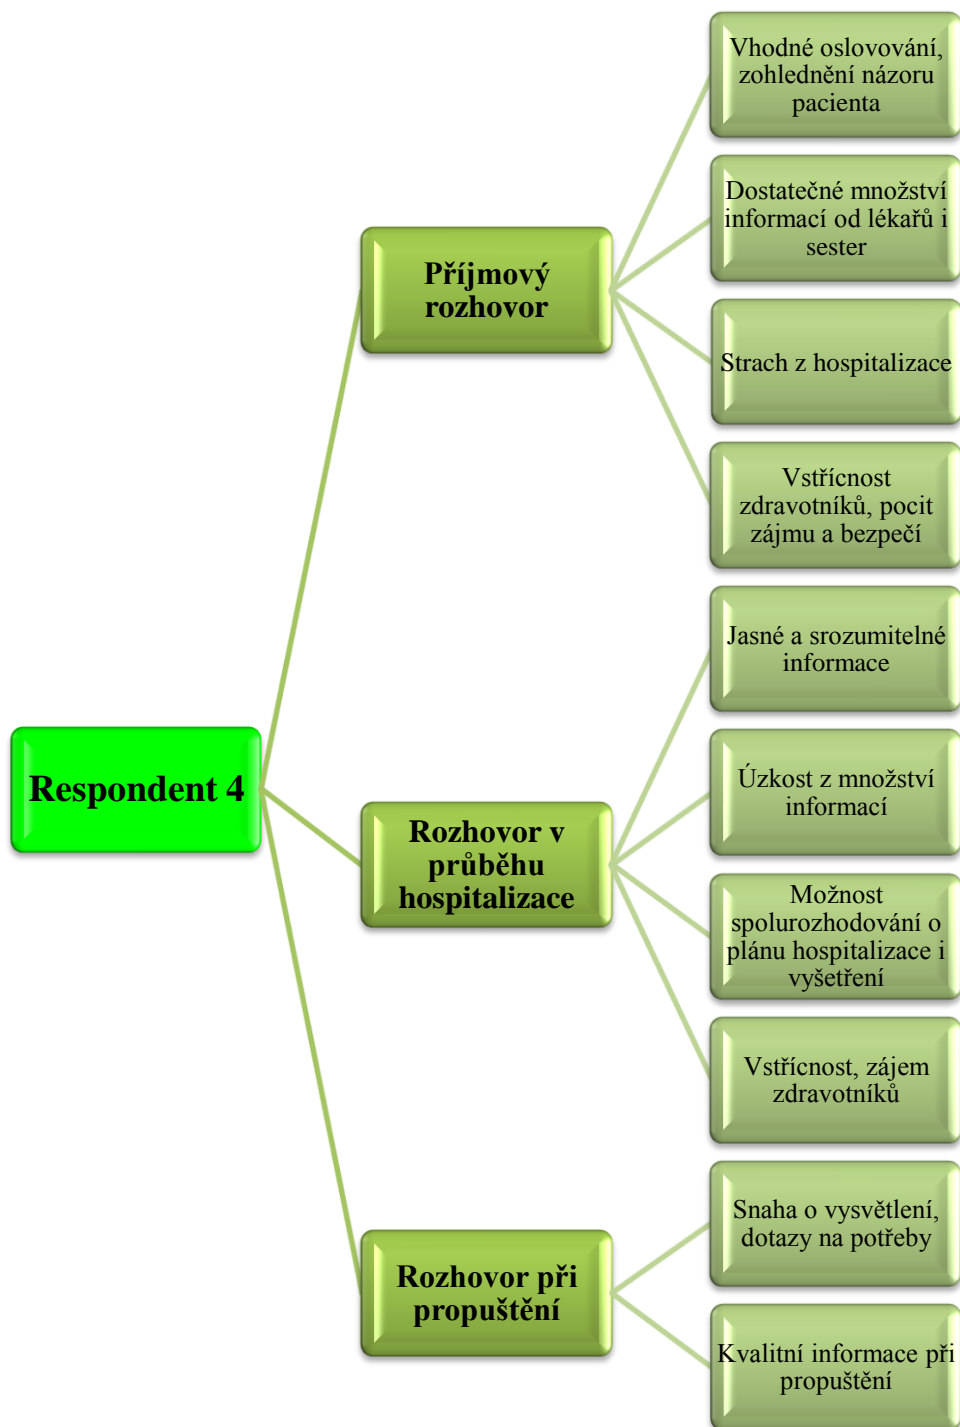 Respondent 4
Příjmový
rozhovor
Vhodné oslovování,
zohlednění názoru
pacienta
Dostatečné množství
informací od lékařů i
sester
Strach z hospitalizace
Vstřícnost
zdravotníků, pocit
zájmu a bezpečí
Rozhovor v
průběhu
hospitalizace
Jasné a srozumitelné
informace
Úzkost z množství
informací
Možnost
spolurozhodování o
plánu hospitalizace i
vyšetření
Vstřícnost, zájem
zdravotníků
Rozhovor při
propuštění
Snaha o vysvětlení,
dotazy na potřeby
Kvalitní informace při
propuštění